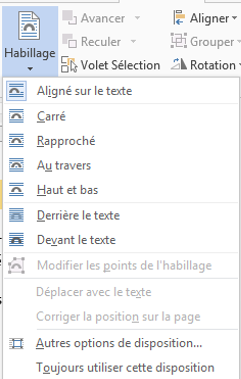 Habillage
Avancer
Reculer
Volet Sélection
Aligner
Grouper
Rotation
Aligné sur le texte
Carré
Rapproché
Au travers
Haut et bas
Derrière le texte
Devant le texte
Modifier les points de l'habillage
Déplacer avec le texte
Corriger la position sur la page
Autres options de disposition...
Toujours utiliser cette disposition